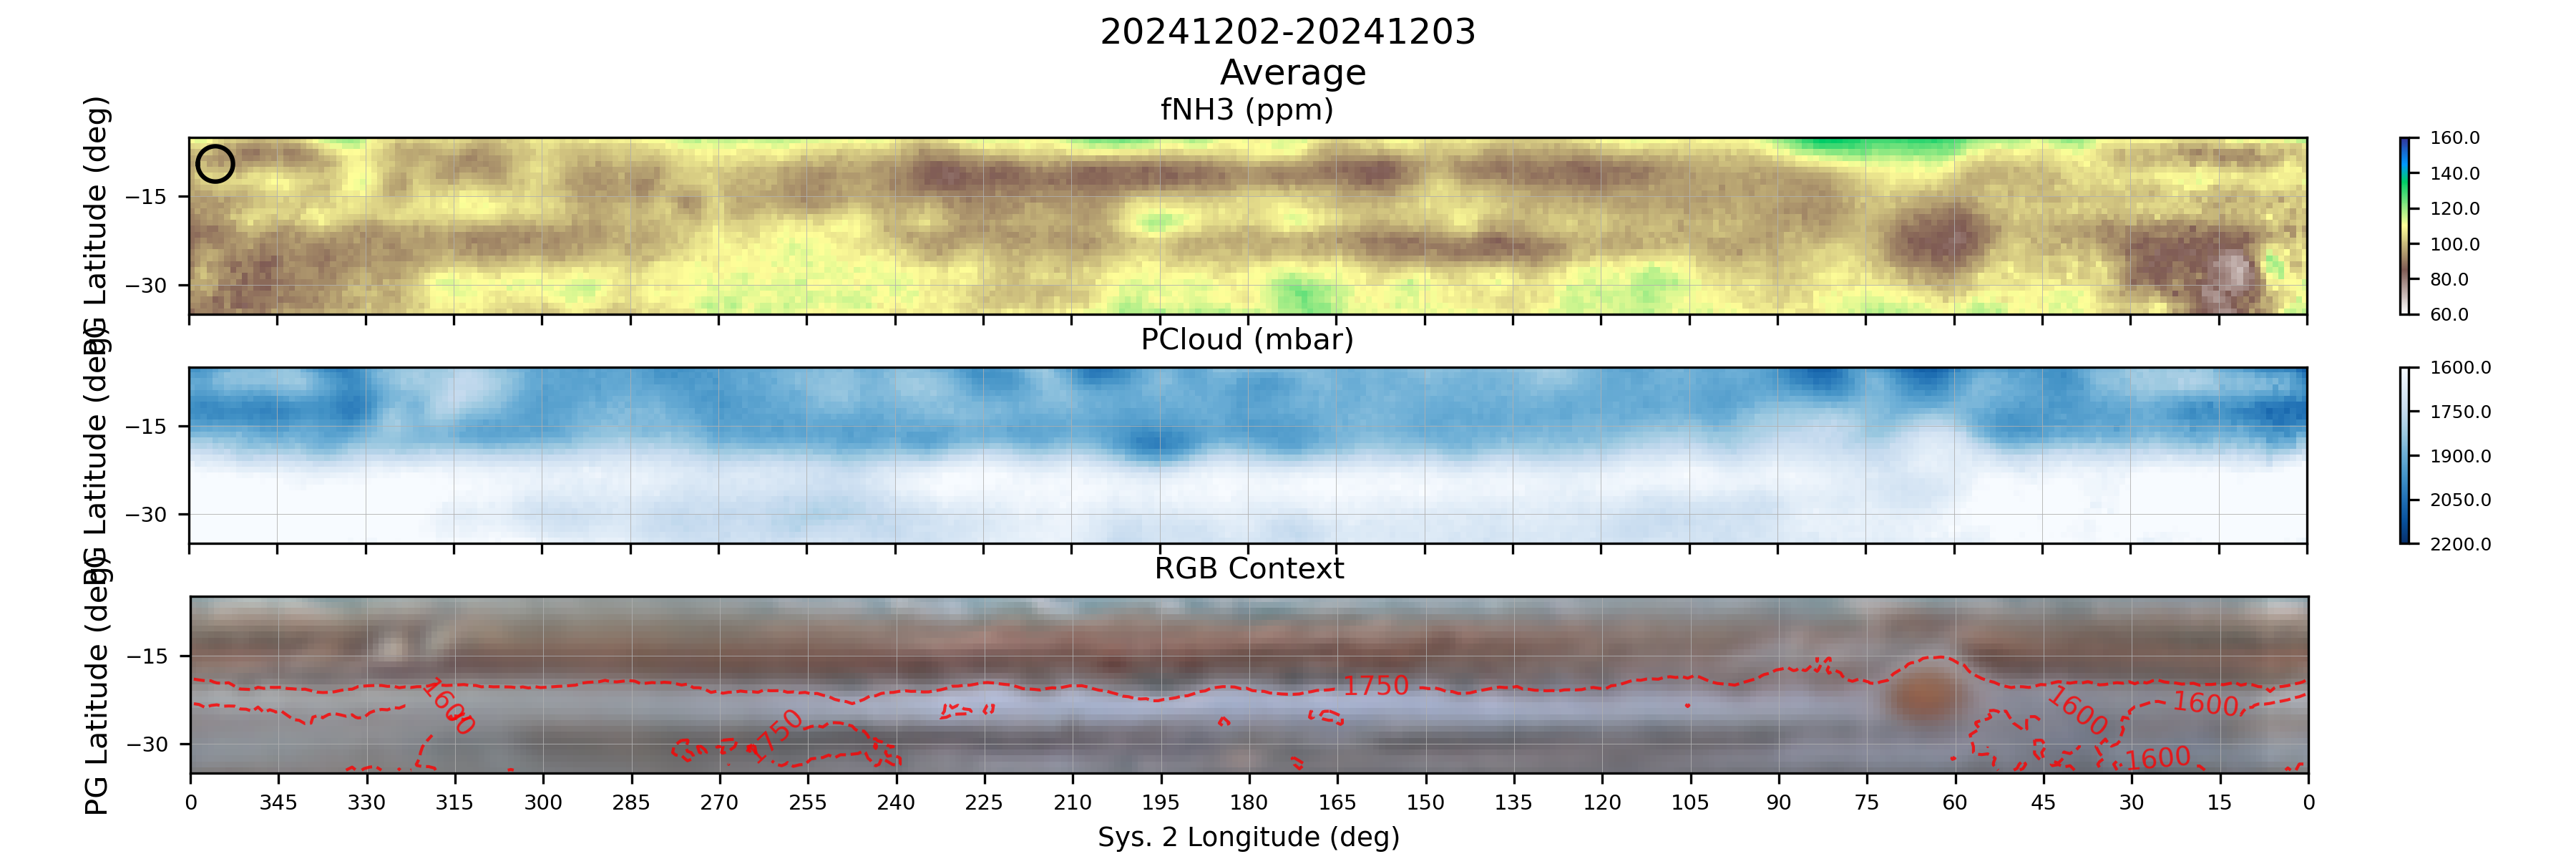 20241202-20241203
Average
fNH3 (ppm)
PG Latitude (deg)
−15
−30
160.0
140.0
120.0
100.0
80.0
60.0
PCloud (mbar)
PG Latitude (deg)
−15
−30
1600.0
1750.0
1900.0
2050.0
2200.0
RGB Context
PG Latitude (deg)
−15
−30
1600
1750
1750
1600
1600
1600
0 345 330 315 300 285 270 255 240 225 210 195 180 165 150 135 120 105 90 75 60 45 30 15 0
Sys. 2 Longitude (deg)